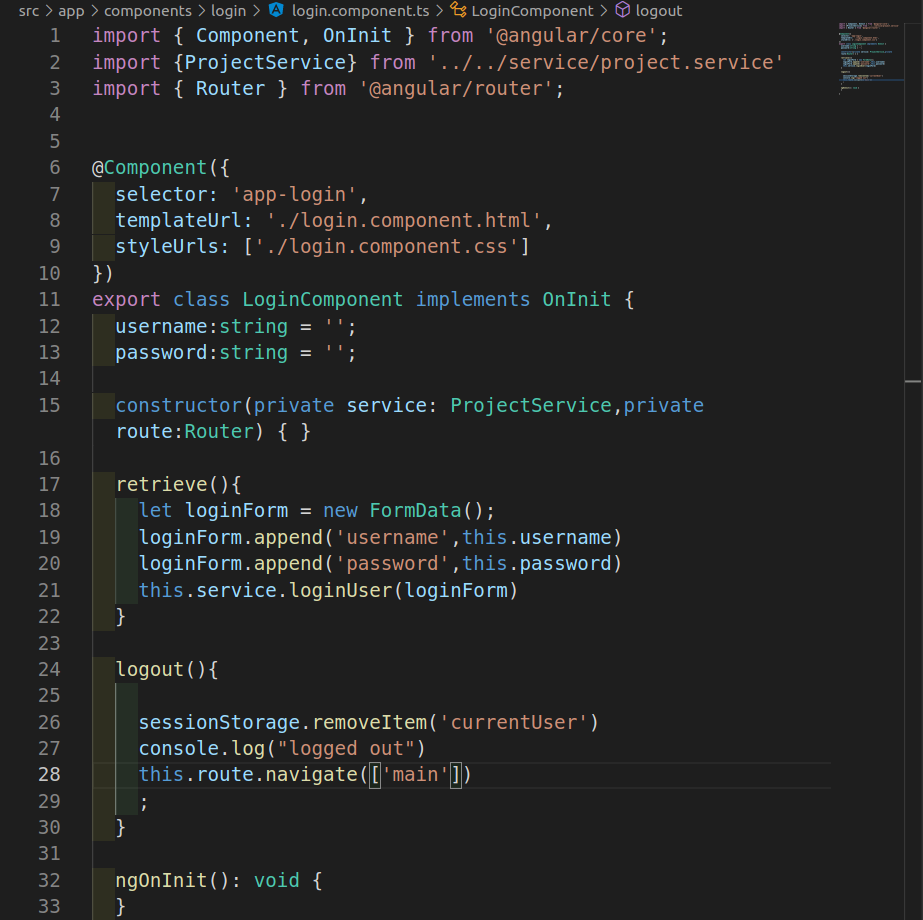 src > app > components > login > login.component.ts > LoginComponent > logout
1 import { Component, OnInit } from '@angular/core';
2 import {ProjectService} from '../../service/project.service'
3 import { Router } from '@angular/router';
4
5
6 @Component({
7   selector: 'app-login',
8   templateUrl: './login.component.html',
9   styleUrls: ['./login.component.css']
10 })
11 export class LoginComponent implements OnInit {
12   username:string = '';
13   password:string = '';
14
15   constructor(private service: ProjectService,private
  route:Router) { }
16
17   retrieve(){
18     let loginForm = new FormData();
19     loginForm.append('username',this.username)
20     loginForm.append('password',this.password)
21     this.service.loginUser(loginForm)
22   }
23
24   logout(){
25
26     sessionStorage.removeItem('currentUser')
27     console.log("logged out")
28     this.route.navigate(['main'])
29     ;
30   }
31
32   ngOnInit(): void {
33   }